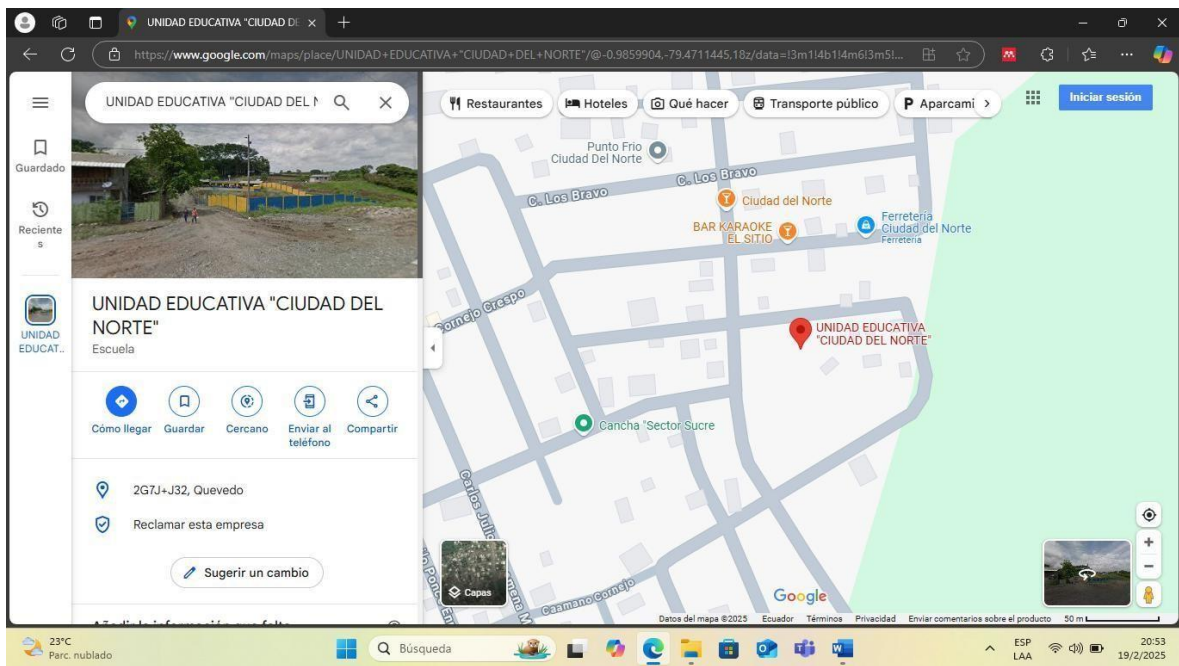 UNIDAD EDUCATIVA "CIUDAD DE
https://www.google.com/maps/place/UNIDAD+EDUCATIVA+"CIUDAD+DEL+NORTE"/@-0.9859904,-79.4711445,18z/data=!3m1!4b1!4m6!3m5!...
UNIDAD EDUCATIVA "CIUDAD DEL N
Restaurantes
Hoteles
Qué hacer
Transporte público
Aparcami
Iniciar sesión
Guardado
Reciente
s
UNIDAD
EDUCAT..
UNIDAD EDUCATIVA "CIUDAD DEL
NORTE"
Escuela
Cómo llegar
Guardar
Cercano
Enviar al
teléfono
Compartir
2G7J+J32, Quevedo
Reclamar esta empresa
Sugerir un cambio
Punto Frio
Ciudad Del Norte
C. Los Bravo
C. Los Bravo
Ciudad del Norte
BAR KARAOKE
EL SITIO
Ferretería
Ciudad del Norte
Ferretería
Cornejo Crespo
UNIDAD EDUCATIVA
"CIUDAD DEL NORTE"
Cancha "Sector Sucre
Carlos Julio
Caamano Cornejo
Capas
Google
Datos del mapa ©2025 Ecuador Términos Privacidad Enviar comentarios sobre el producto 50 m
23°C
Parc. nublado
Búsqueda
ESP
LAA
20:53
19/2/2025